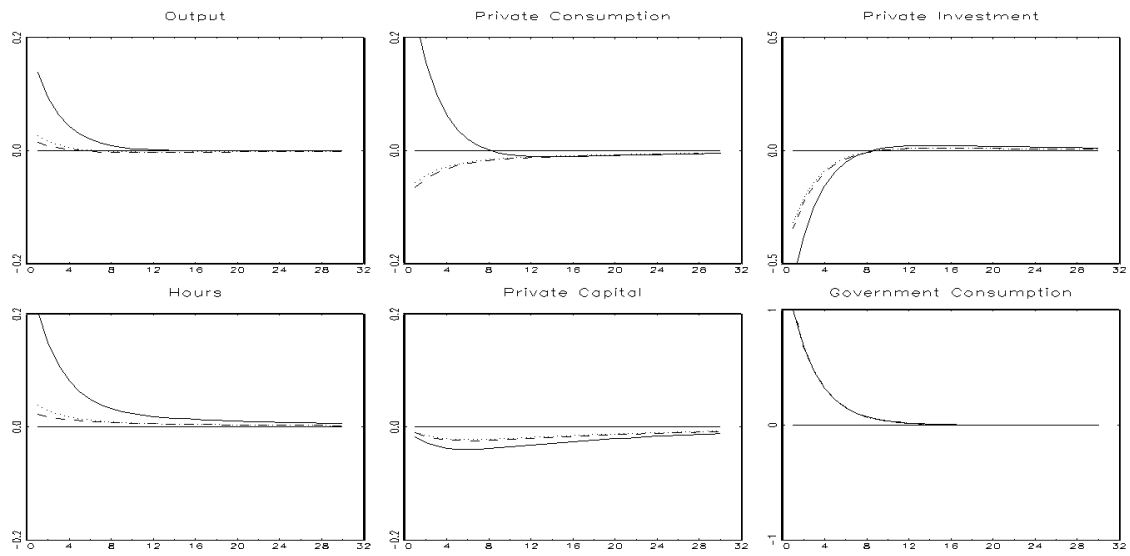 Output
0.2
0.0
-0.2
0 4 8 12 16 20 24 28 32
Private Consumption
0.2
0.0
-0.2
0 4 8 12 16 20 24 28 32
Private Investment
0.5
0.0
-0.5
0 4 8 12 16 20 24 28 32
Hours
0.2
0.0
-0.2
0 4 8 12 16 20 24 28 32
Private Capital
0.2
0.0
-0.2
0 4 8 12 16 20 24 28 32
Government Consumption
1
0
-1
0 4 8 12 16 20 24 28 32